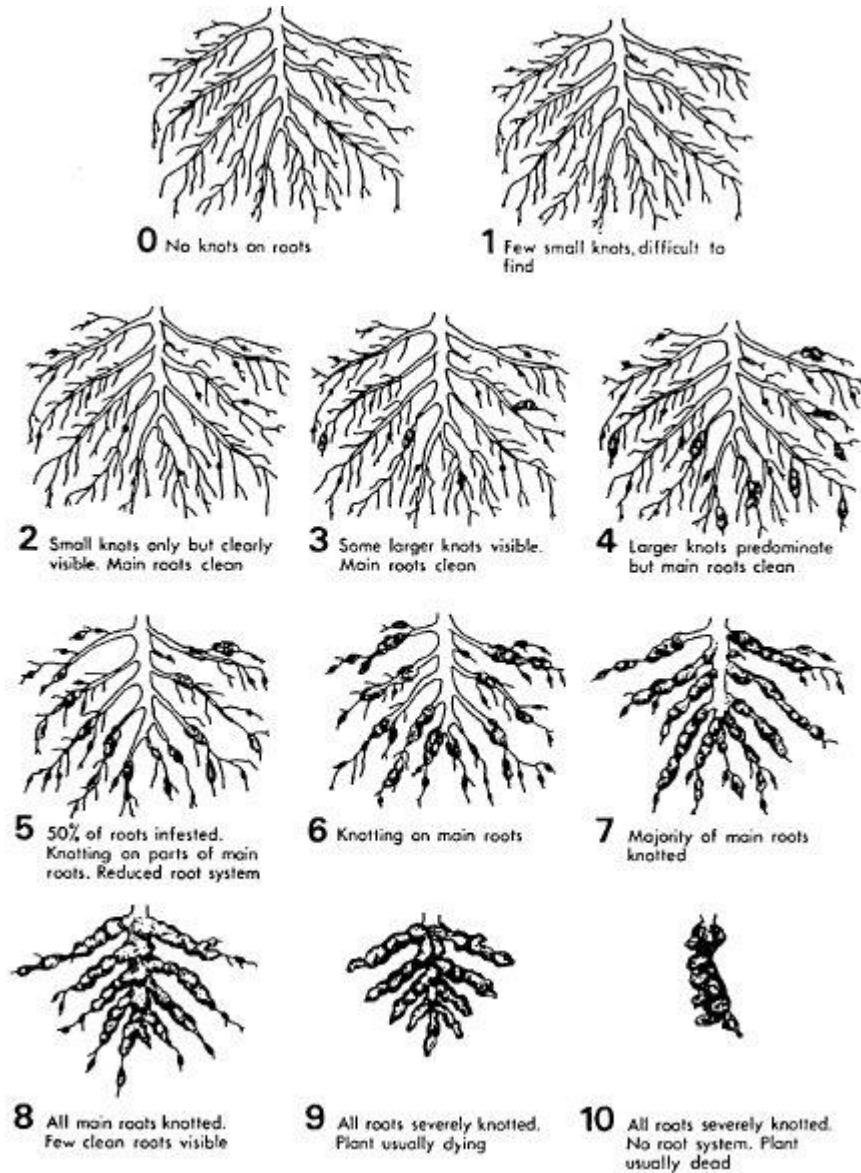 0 No knots on roots
1 Few small knots, difficult to
find
2 Small knots only but clearly
visible. Main roots clean
3 Some larger knots visible.
Main roots clean
4 Larger knots predominate
but main roots clean
5 50% of roots infested.
Knotting on parts of main
roots. Reduced root system
6 Knotting on main roots
7 Majority of main roots
knotted
8 All main roots knotted.
Few clean roots visible
9 All roots severely knotted.
Plant usually dying
10 All roots severely knotted.
No root system. Plant
usually dead